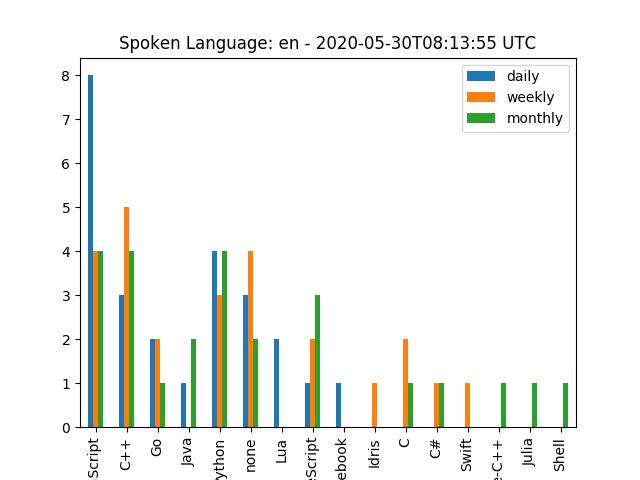 Spoken Language: en - 2020-05-30T08:13:55 UTC
daily
weekly
monthly
8
7
6
5
4
3
2
1
0
Script
C++
Go
Java
ython
none
Lua
eScript
ebook
Idris
C
C#
Swift
e-C++
Julia
Shell